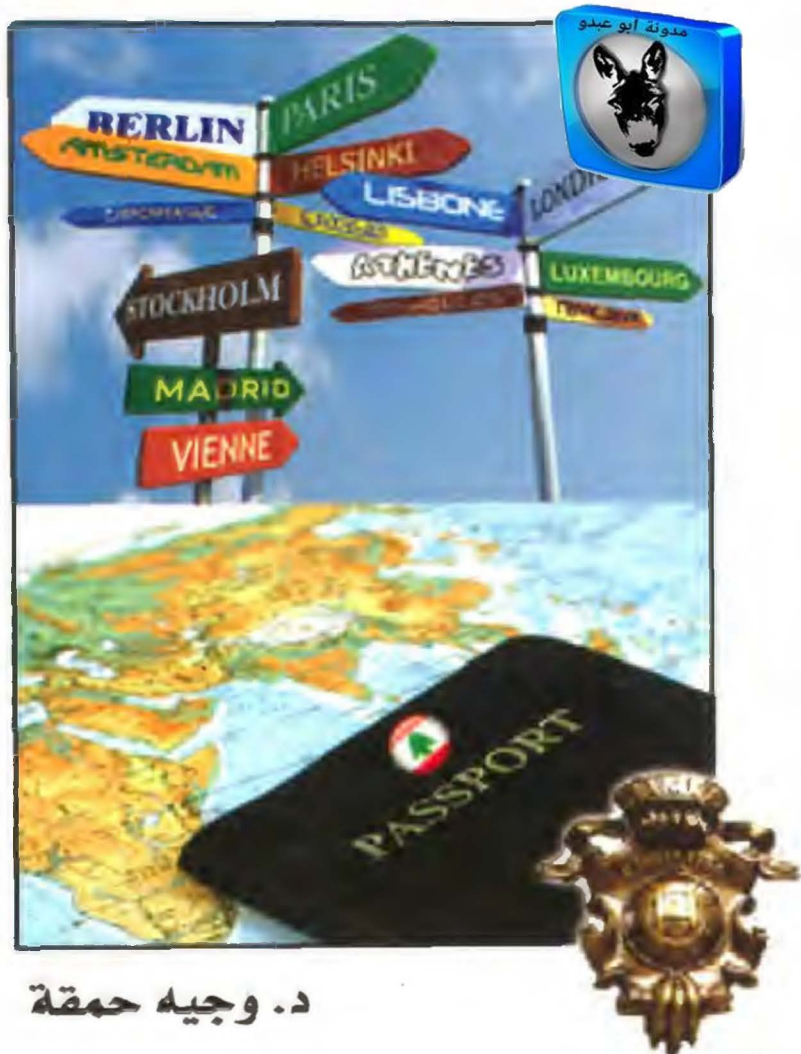 مدونة ابو عبدو
PARIS
BERLIN
AMSTERDAM
HELSINKI
LISBONE
ATHENES
LUXEMBOURG
STOCKHOLM
MADRID
VIENNE
PASSPORT
د. وجيه حمقة